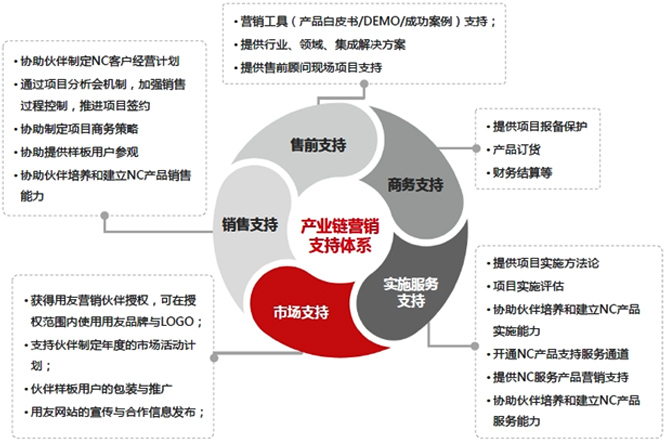 • 营销工具（产品白皮书/DEMO/成功案例）支持；
• 提供行业、领域、集成解决方案
• 提供售前顾问现场项目支持
• 协助伙伴制定NC客户经营计划
• 通过项目分析会机制，加强销售
过程控制，推进项目签约
• 协助制定项目商务策略
• 协助提供样板用户参观
• 协助伙伴培养和建立NC产品销售
能力
• 提供项目报备保护
• 产品订货
• 财务结算等
售前支持
商务支持
销售支持
产业链营销
支持体系
实施服务
支持
市场支持
• 获得用友营销伙伴授权，可在授
权范围内使用用友品牌与LOGO；
• 支持伙伴制定年度的市场活动计
划；
• 伙伴样板用户的包装与推广
• 用友网站的宣传与合作信息发布；
• 提供项目实施方法论
• 项目实施评估
• 协助伙伴培养和建立NC产品
实施能力
• 开通NC产品支持服务通道
• 提供NC服务产品营销支持
• 协助伙伴培养和建立NC产品
服务能力